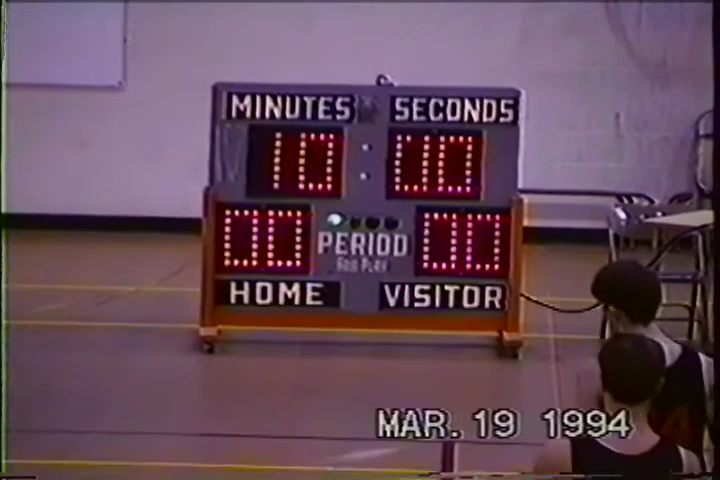 MINUTES SECONDS
10 : 00
00 PERIOD 00
HOME VISITOR
MAR. 19 1994